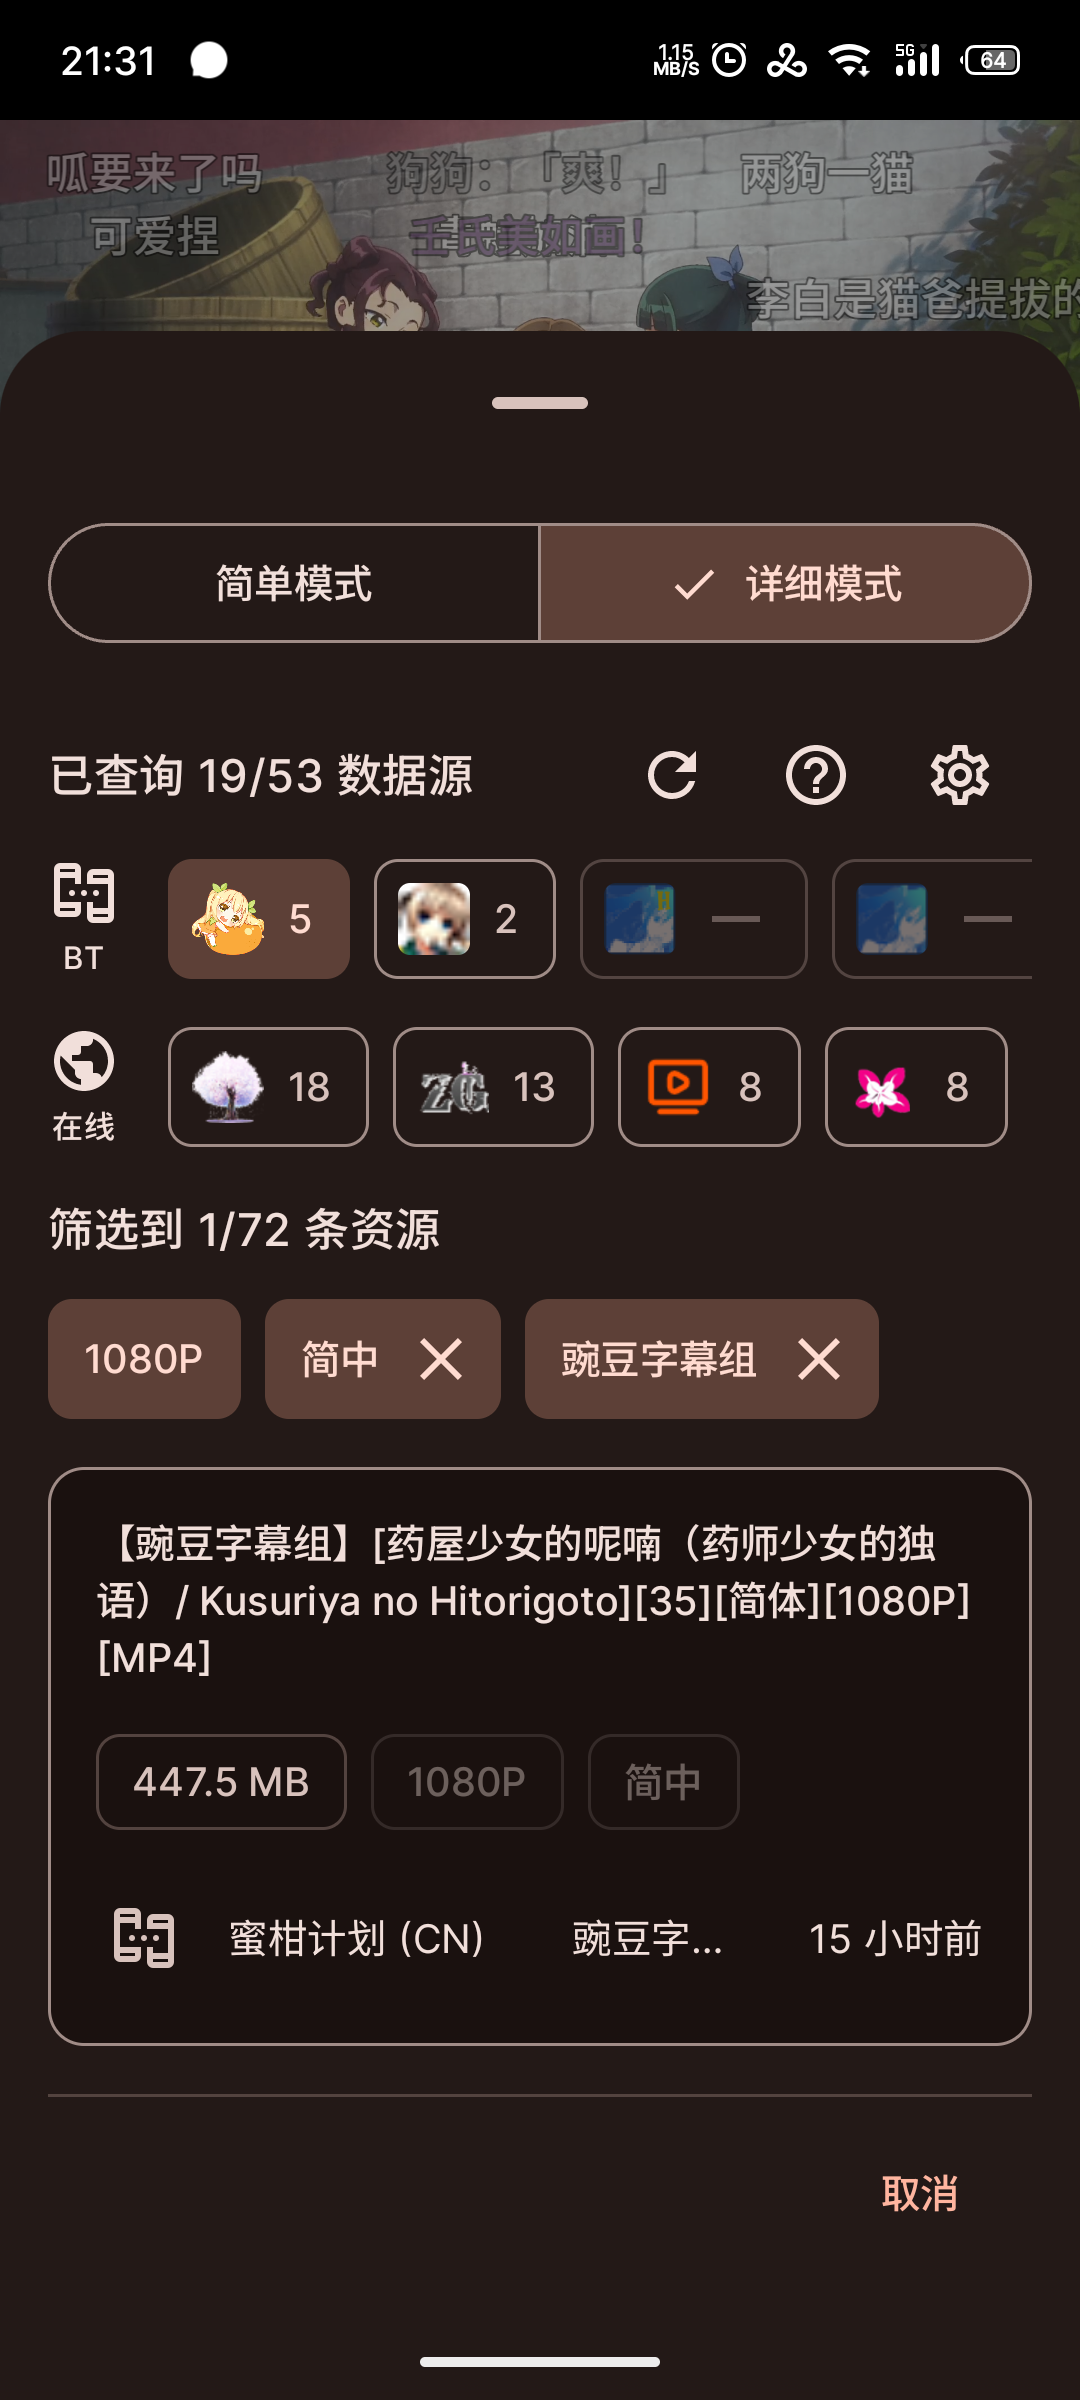 21:31
1.15
MB/S
5G
64
呱要来了吗
狗狗：「爽！」
两狗一猫
可爱捏
壬氏美如画！
李白是猫爸提拔的
简单模式
详细模式
已查询 19/53 数据源
BT
5
2
在线
18
ZG
13
8
8
筛选到 1/72 条资源
1080P
简中
豌豆字幕组
【豌豆字幕组】[药屋少女的呢喃（药师少女的独
语）/ Kusuriya no Hitorigoto][35][简体][1080P]
[MP4]
447.5 MB
1080P
简中
蜜柑计划 (CN)
豌豆字...
15 小时前
取消